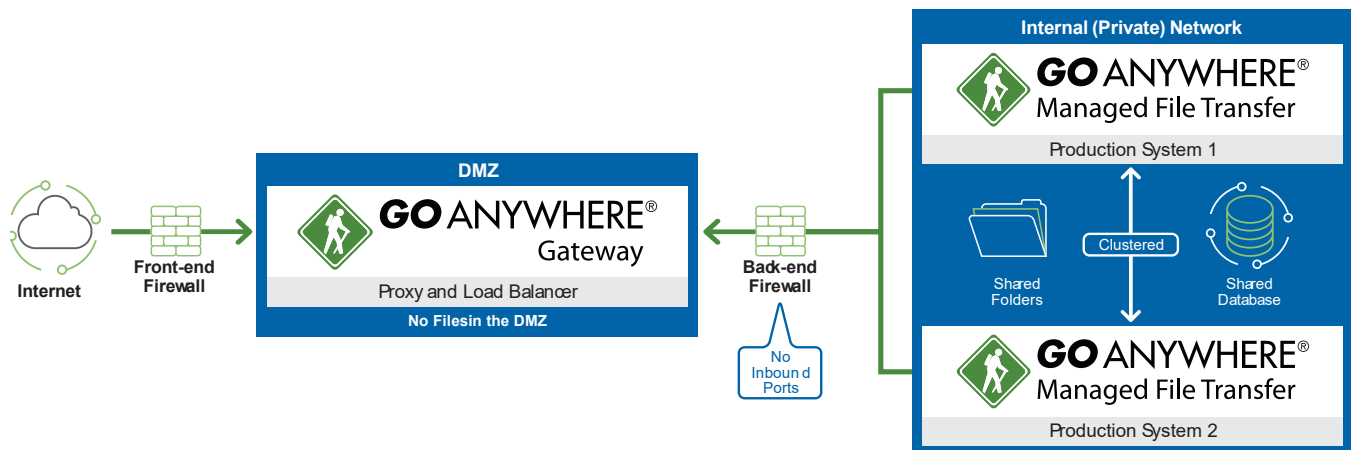 Internet
Front-end
Firewall
DMZ
GO ANYWHERE®
Gateway
Proxy and Load Balancer
No Filesin the DMZ
Back-end
Firewall
No
Inbound
Ports
Internal (Private) Network
GO ANYWHERE®
Managed File Transfer
Production System 1
Shared
Folders
Clustered
Shared
Database
GO ANYWHERE®
Managed File Transfer
Production System 2